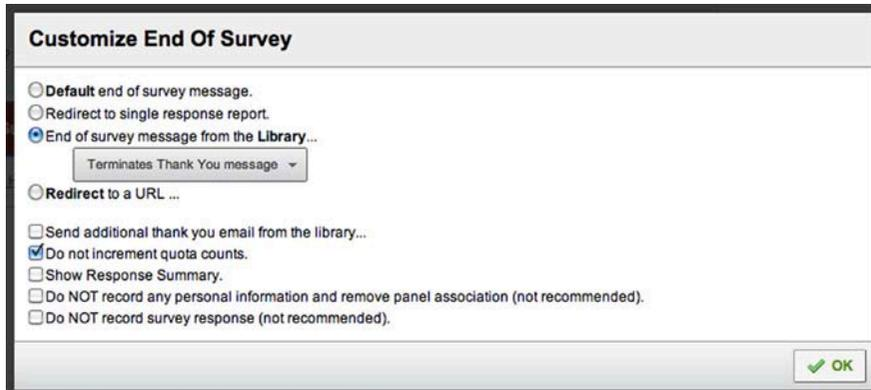 Customize End Of Survey
Default end of survey message.
Redirect to single response report.
End of survey message from the Library...
Terminates Thank You message
Redirect to a URL ...
Send additional thank you email from the library...
Do not increment quota counts.
Show Response Summary.
Do NOT record any personal information and remove panel association (not recommended).
Do NOT record survey response (not recommended).
OK